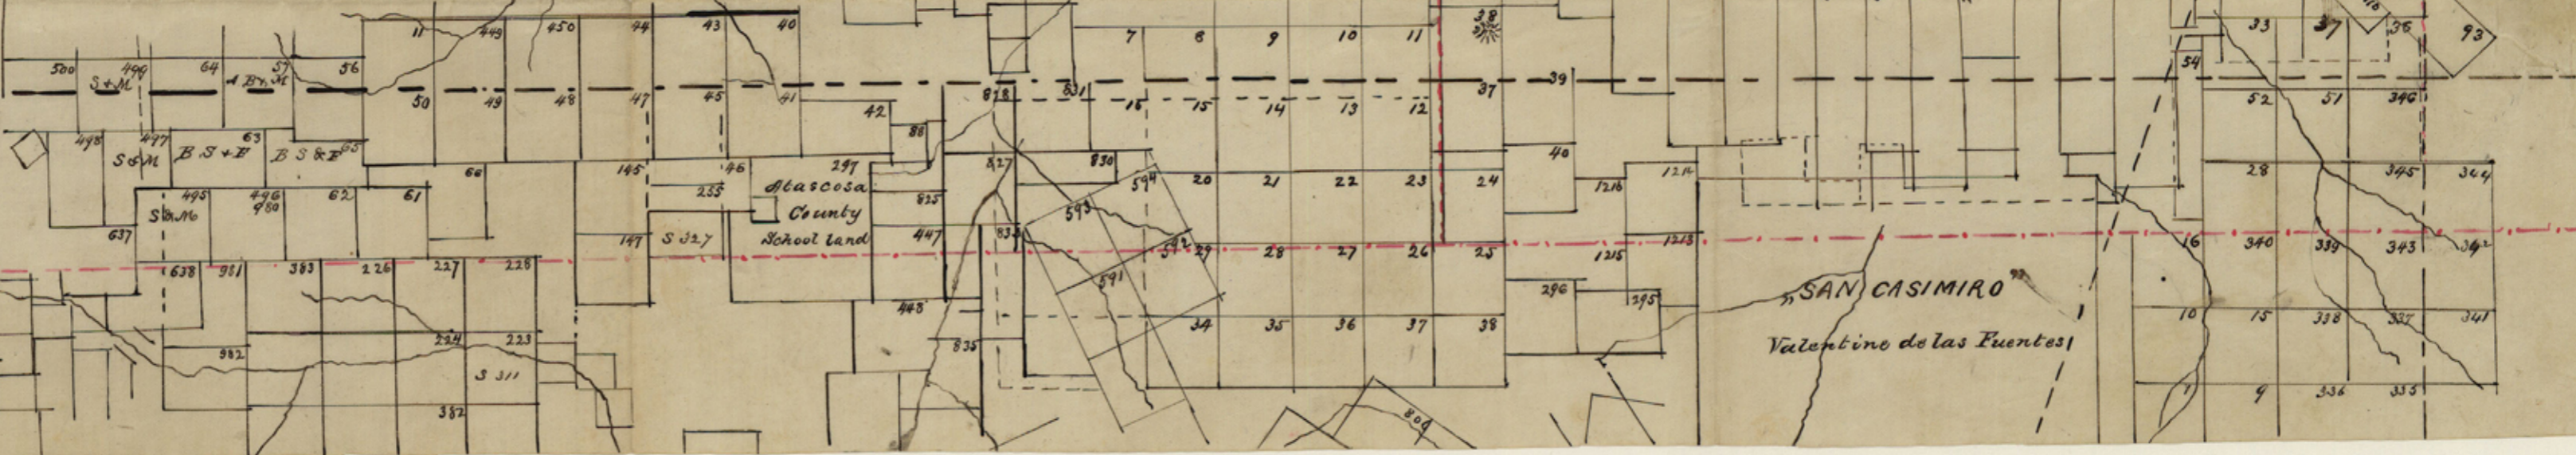 11 449 450 44 43 40 7 8 9 10 11 38 33 37 36 93
500 499 64 57 56
S & M A B & M
54
50 49 48 47 45 41 42 828 831 16 15 14 13 12 37 39 52 51 346
88
498 497 63 65
S & M B S & F B S & F
66 145 46 297 827 830 40
594 20 21 22 23 24 1216 1214 28 345 344
255 Atascosa
495 496 62 61 825
980
S & M County 593
637 147 S 327 School land 447 1213
592 29 28 27 26 25 1215 16 340 339 343 342
638 981 383 226 227 228
591 296 295 „SAN CASIMIRO"
448
34 35 36 37 38 10 15 338 337 341
982 224 223 835 Valentine de las Fuentes
S 311
382 1 9 336 335